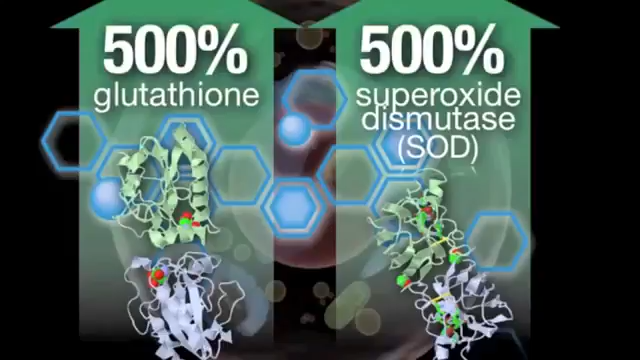 500%
glutathione
500%
superoxide
dismutase
(SOD)